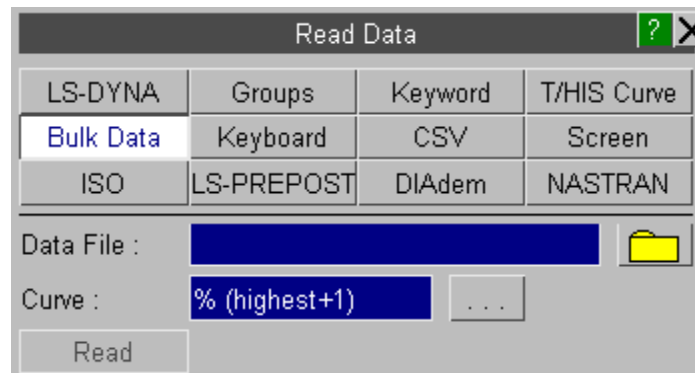 Read Data ? X
LS-DYNA Groups Keyword T/HIS Curve
Bulk Data Keyboard CSV Screen
ISO LS-PREPOST DIAdem NASTRAN
Data File :
Curve : % (highest+1) ...
Read